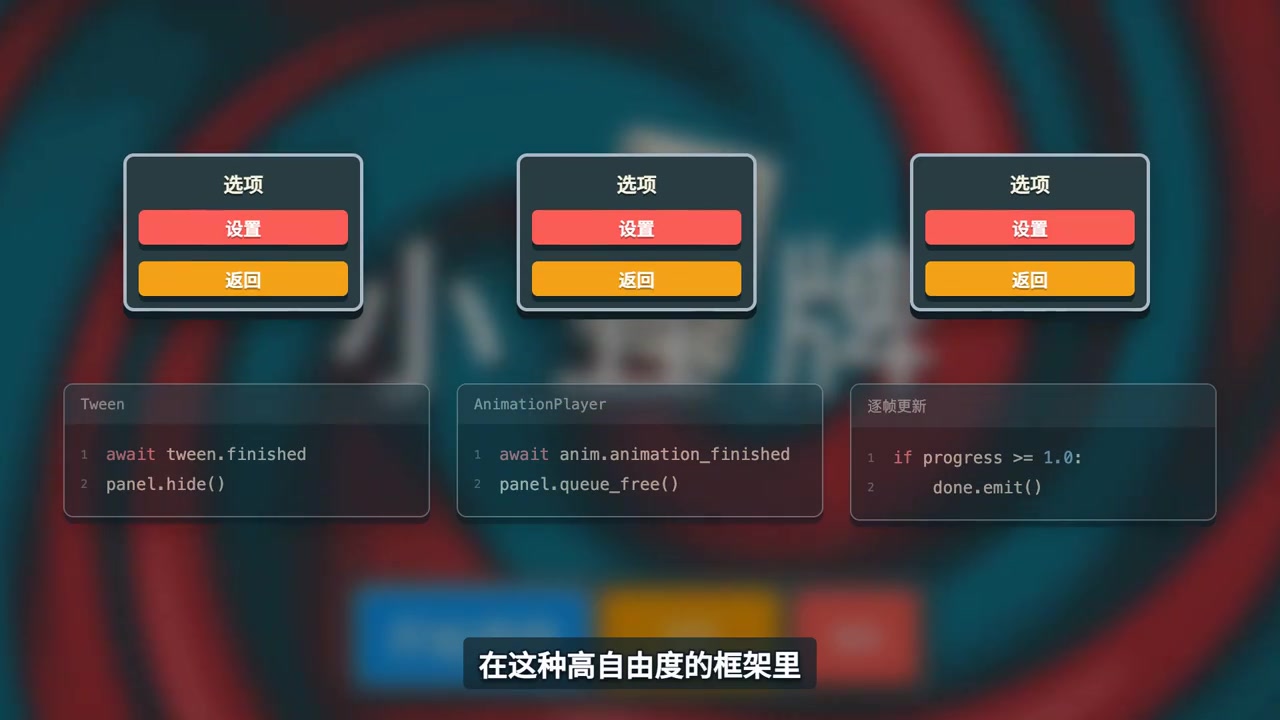 选项
设置
返回
选项
设置
返回
选项
设置
返回
小丑牌
Tween
1 await tween.finished
2 panel.hide()
AnimationPlayer
1 await anim.animation_finished
2 panel.queue_free()
逐帧更新
1 if progress >= 1.0:
2 done.emit()
在这种高自由度的框架里